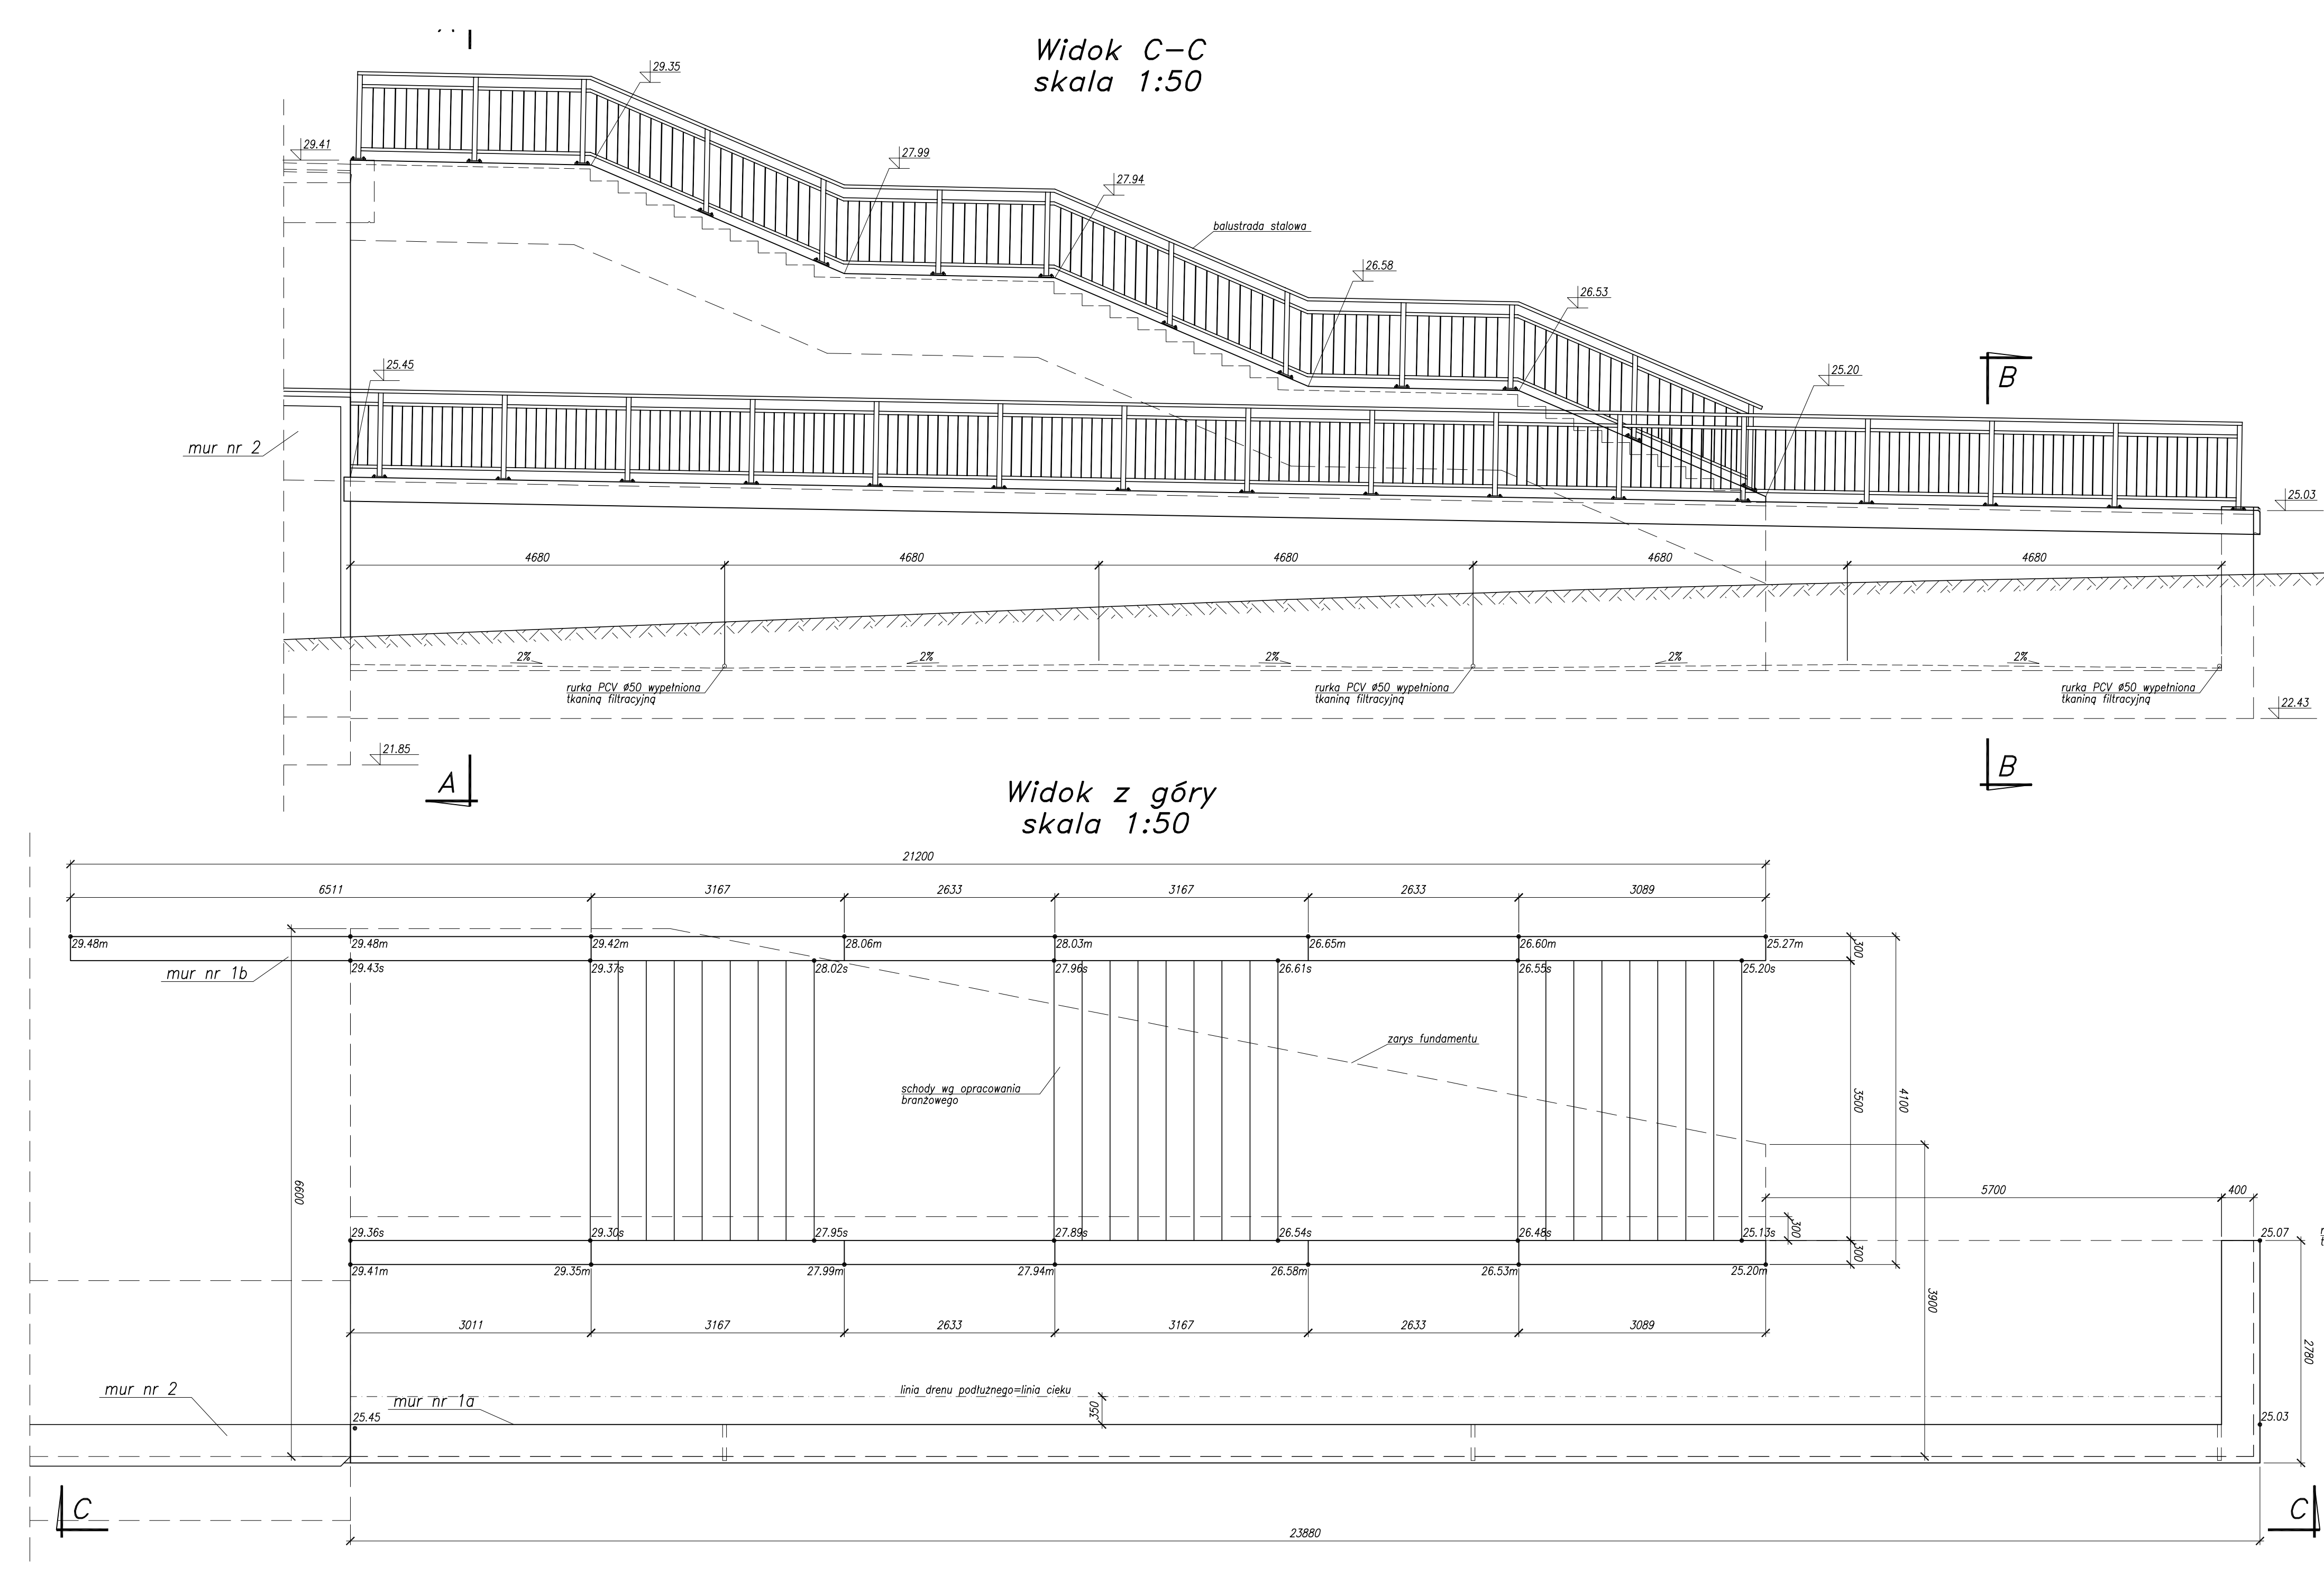 Widok C-C
skala 1:50
29.35
29.41
27.99
27.94
balustrada stalowa
26.58
26.53
25.45
25.20
B
mur nr 2
25.03
4680
4680
4680
4680
4680
2%
2%
2%
2%
2%
rurka PCV ø50 wypełniona
tkaniną filtracyjną
rurka PCV ø50 wypełniona
tkaniną filtracyjną
rurka PCV ø50 wypełniona
tkaniną filtracyjną
22.43
21.85
A
B
Widok z góry
skala 1:50
21200
6511
3167
2633
3167
2633
3089
29.48m
29.48m
29.42m
28.06m
28.03m
26.65m
26.60m
25.27m
300
mur nr 1b
29.43s
29.37s
28.02s
27.96s
26.61s
26.55s
25.20s
zarys fundamentu
schody wg opracowania
branżowego
3500
4100
6600
5700
400
29.36s
29.30s
27.95s
27.89s
26.54s
26.48s
25.13s
300
300
25.07
29.41m
29.35m
27.99m
27.94m
26.58m
26.53m
25.20m
3900
3011
3167
2633
3167
2633
3089
2780
mur nr 2
mur nr 1a
linia drenu podłużnego=linia cieku
350
25.45
25.03
C
C
23880